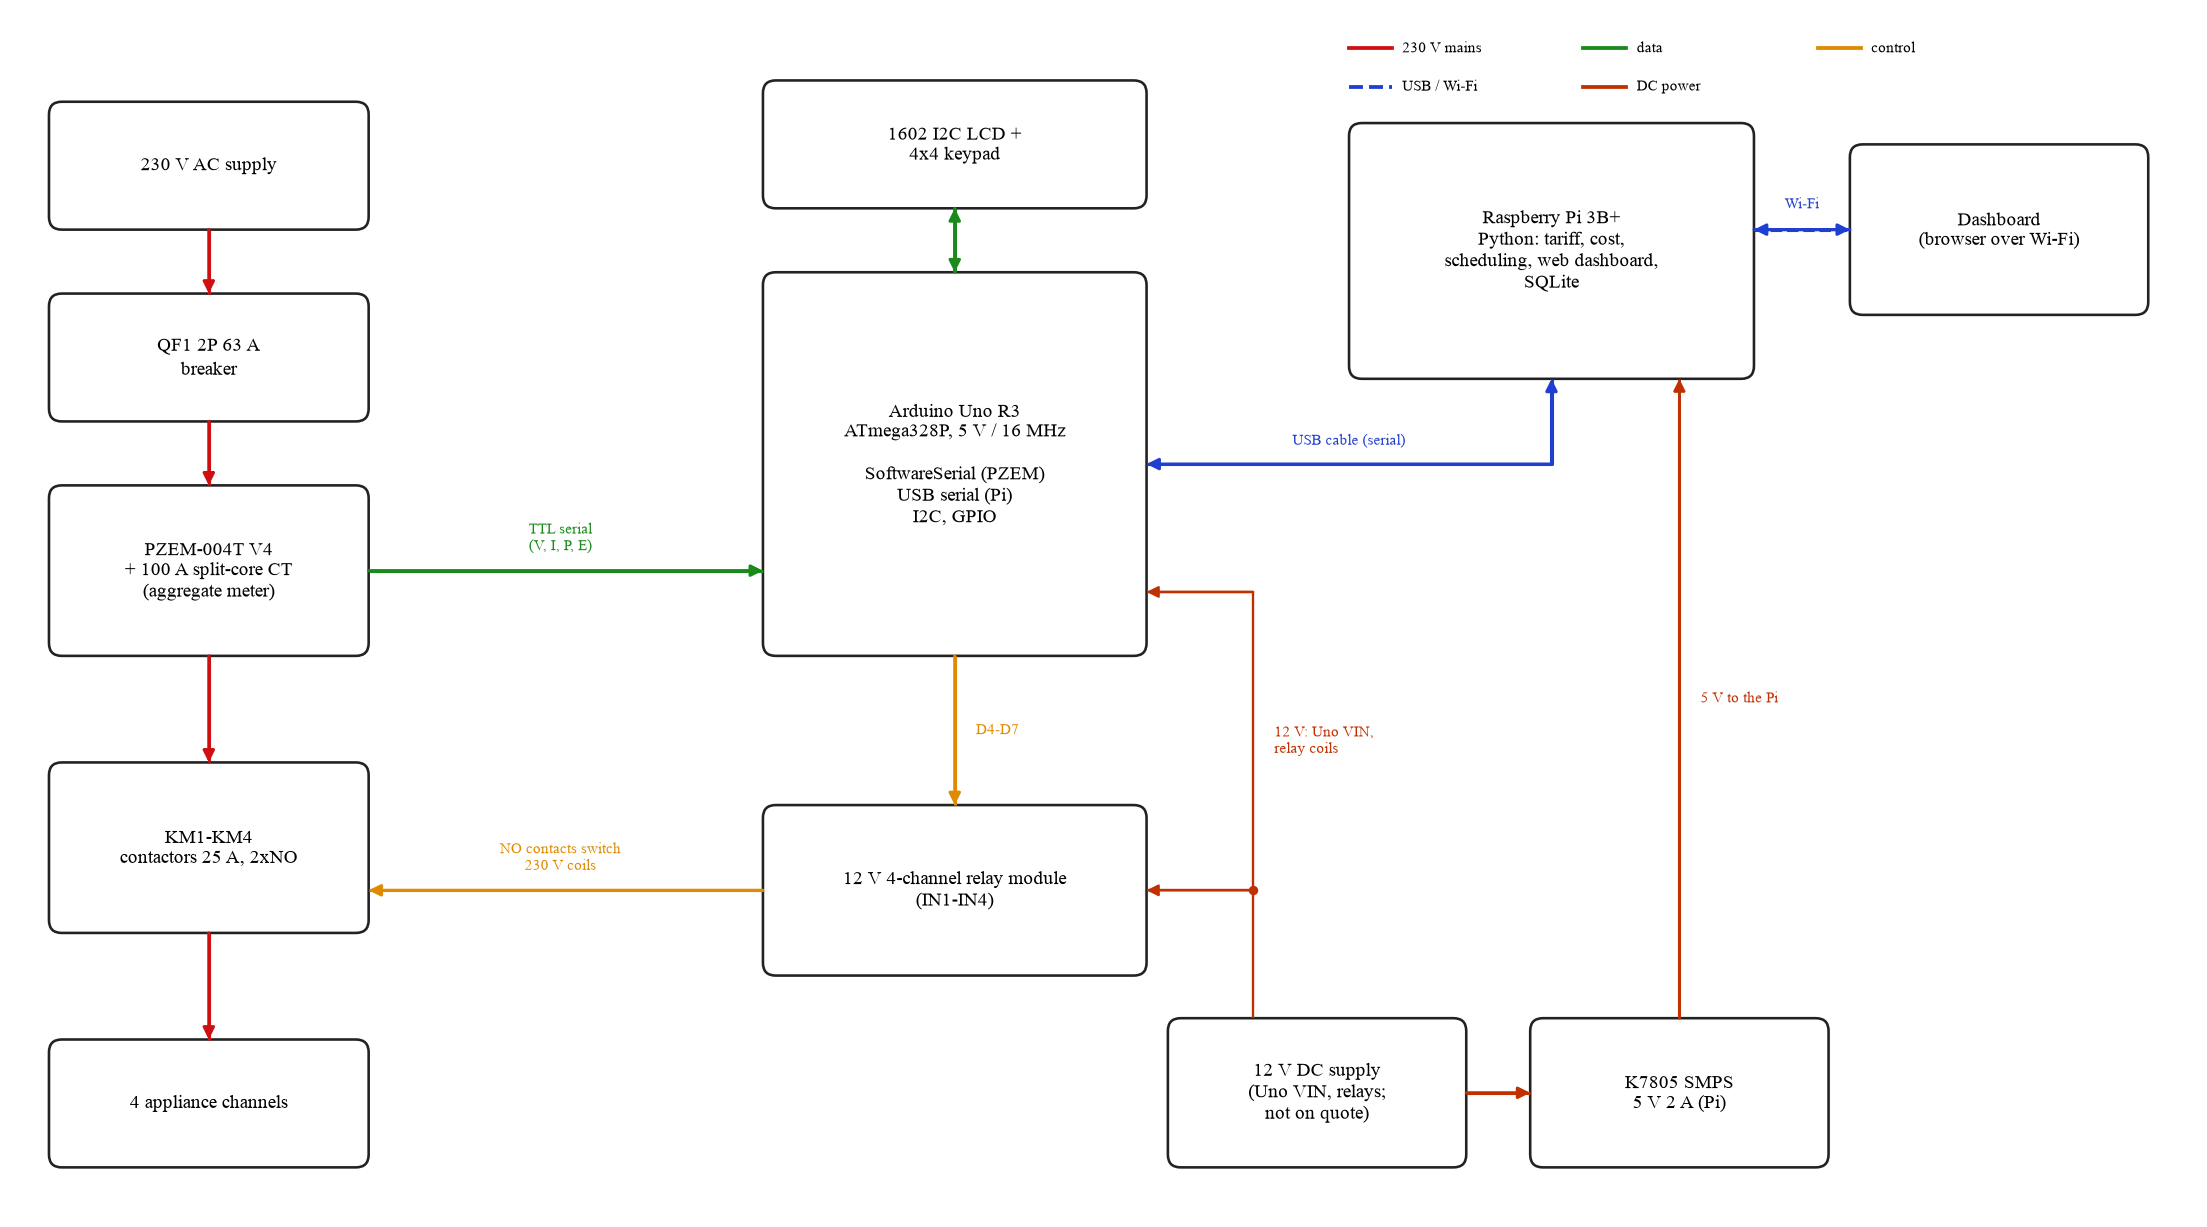 230 V mains
data
control
USB / Wi-Fi
DC power
230 V AC supply
QF1 2P 63 A
breaker
PZEM-004T V4
+ 100 A split-core CT
(aggregate meter)
KM1-KM4
contactors 25 A, 2xNO
4 appliance channels
TTL serial
(V, I, P, E)
NO contacts switch
230 V coils
1602 I2C LCD +
4x4 keypad
Arduino Uno R3
ATmega328P, 5 V / 16 MHz
SoftwareSerial (PZEM)
USB serial (Pi)
I2C, GPIO
D4-D7
12 V 4-channel relay module
(IN1-IN4)
USB cable (serial)
12 V: Uno VIN,
relay coils
Raspberry Pi 3B+
Python: tariff, cost,
scheduling, web dashboard,
SQLite
Wi-Fi
Dashboard
(browser over Wi-Fi)
5 V to the Pi
12 V DC supply
(Uno VIN, relays;
not on quote)
K7805 SMPS
5 V 2 A (Pi)